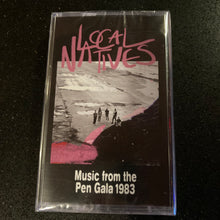 LOCAL
NATIVES
Music from the
Pen Gala 1983